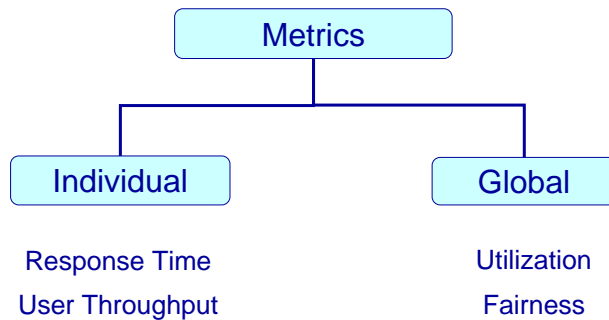 Metrics
Individual
Global
Response Time
Utilization
User Throughput
Fairness